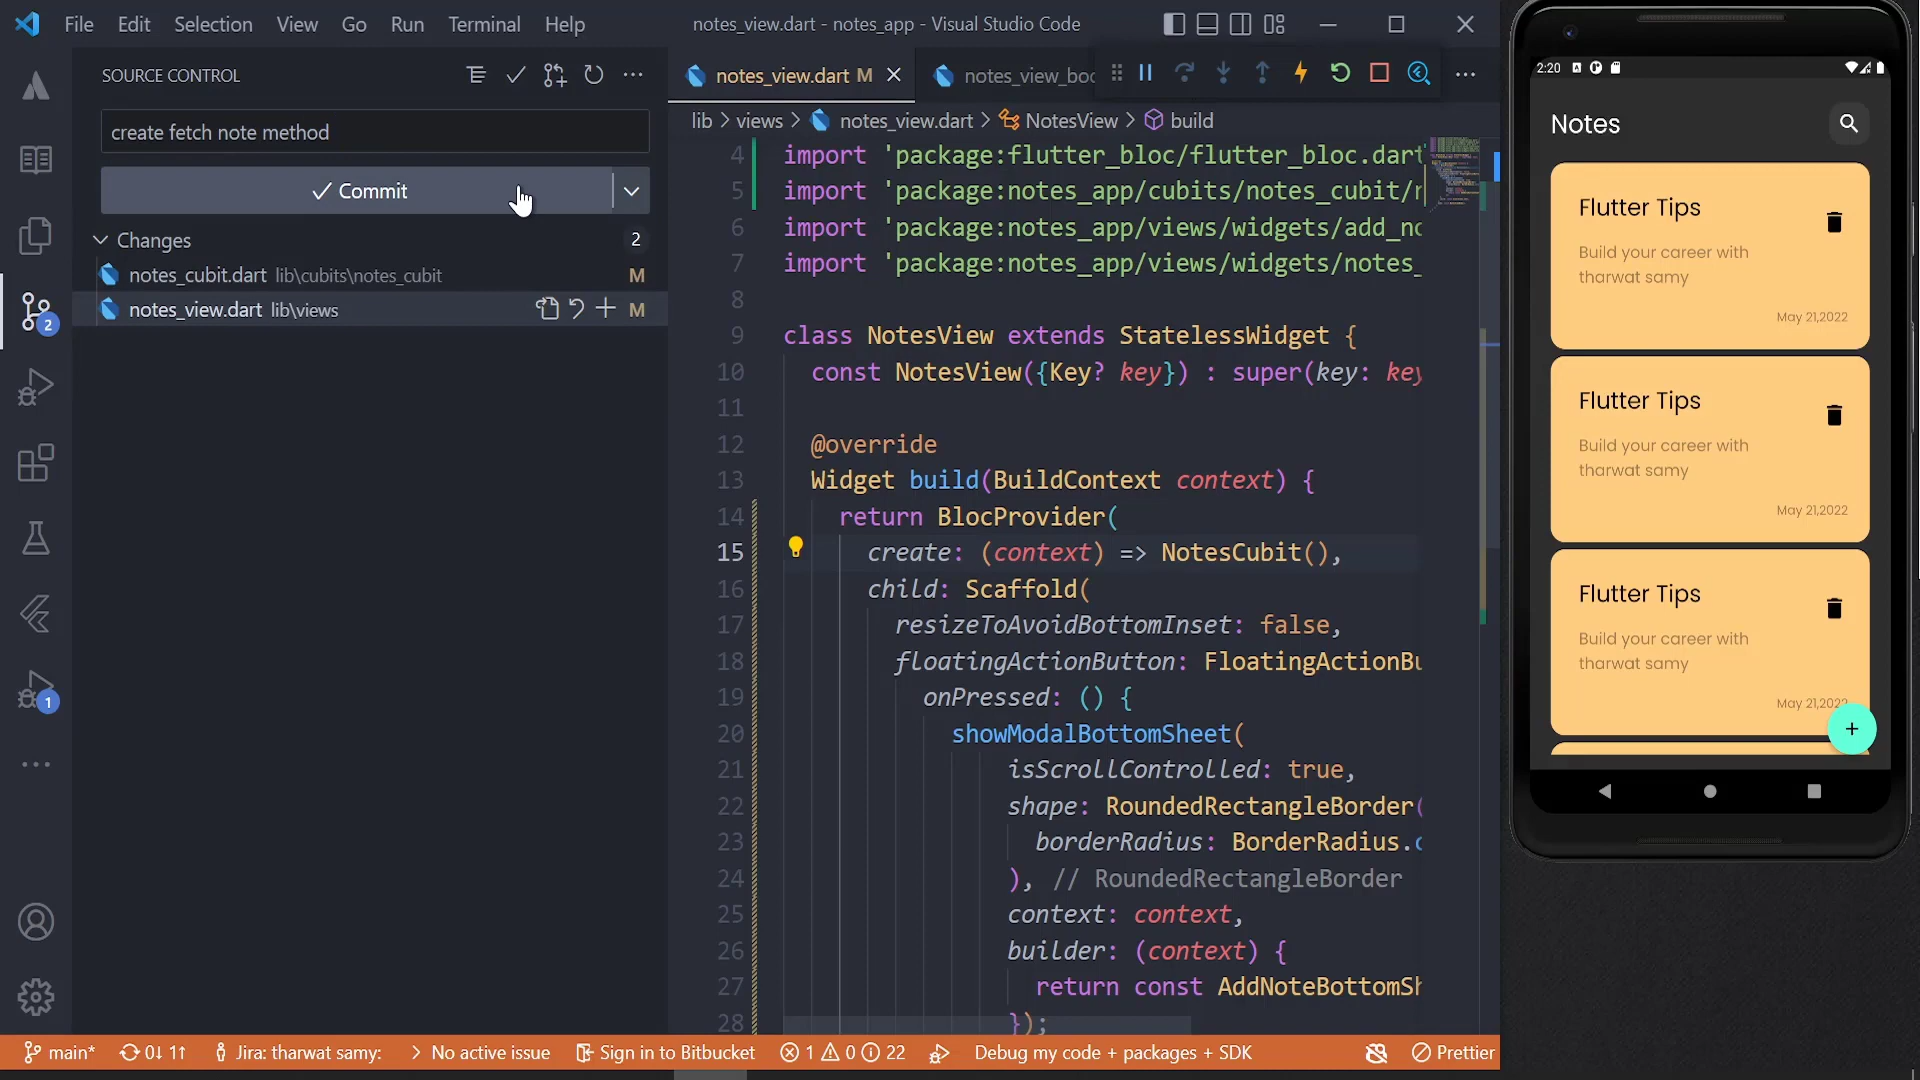 File Edit Selection View Go Run Terminal Help
notes_view.dart - notes_app - Visual Studio Code
SOURCE CONTROL
create fetch note method
Commit
Changes 2
notes_cubit.dart lib\cubits\notes_cubit M
notes_view.dart lib\views M
2
1
notes_view.dart M
notes_view_boc
lib > views > notes_view.dart > NotesView > build
4 import 'package:flutter_bloc/flutter_bloc.dart'
5 import 'package:notes_app/cubits/notes_cubit/
6 import 'package:notes_app/views/widgets/add_no
7 import 'package:notes_app/views/widgets/notes_
8
9 class NotesView extends StatelessWidget {
10 const NotesView({Key? key}) : super(key: key
11
12 @override
13 Widget build(BuildContext context) {
14 return BlocProvider(
15 create: (context) => NotesCubit(),
16 child: Scaffold(
17 resizeToAvoidBottomInset: false,
18 floatingActionButton: FloatingActionBu
19 onPressed: () {
20 showModalBottomSheet(
21 isScrollControlled: true,
22 shape: RoundedRectangleBorder(
23 borderRadius: BorderRadius.c
24 ), // RoundedRectangleBorder
25 context: context,
26 builder: (context) {
27 return const AddNoteBottomSh
28 });
main* 0↓ 1↑ Jira: tharwat samy: > No active issue Sign in to Bitbucket 1 0 22 Debug my code + packages + SDK Prettier
2:20
Notes
Flutter Tips
Build your career with
tharwat samy
May 21,2022
Flutter Tips
Build your career with
tharwat samy
May 21,2022
Flutter Tips
Build your career with
tharwat samy
May 21,2022
+